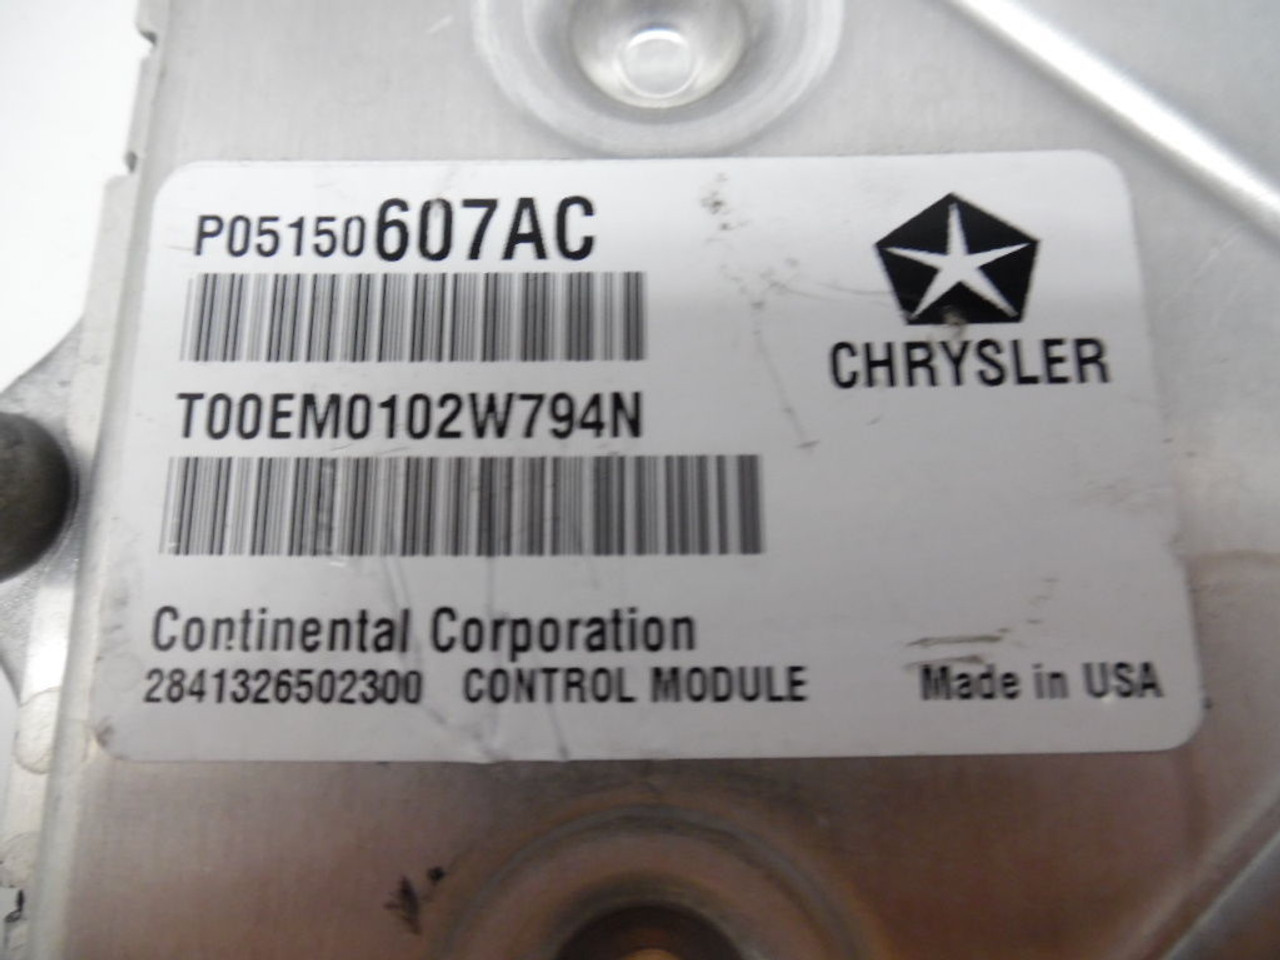 P05150607AC
CHRYSLER
T00EM0102W794N
Continental Corporation
2841326502300 CONTROL MODULE Made in USA